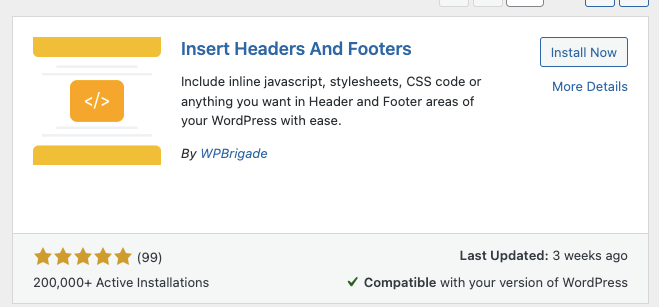 Insert Headers And Footers
Install Now
More Details
Include inline javascript, stylesheets, CSS code or
anything you want in Header and Footer areas of
your WordPress with ease.
By WPBrigade
</>
(99)
Last Updated: 3 weeks ago
200,000+ Active Installations
Compatible with your version of WordPress